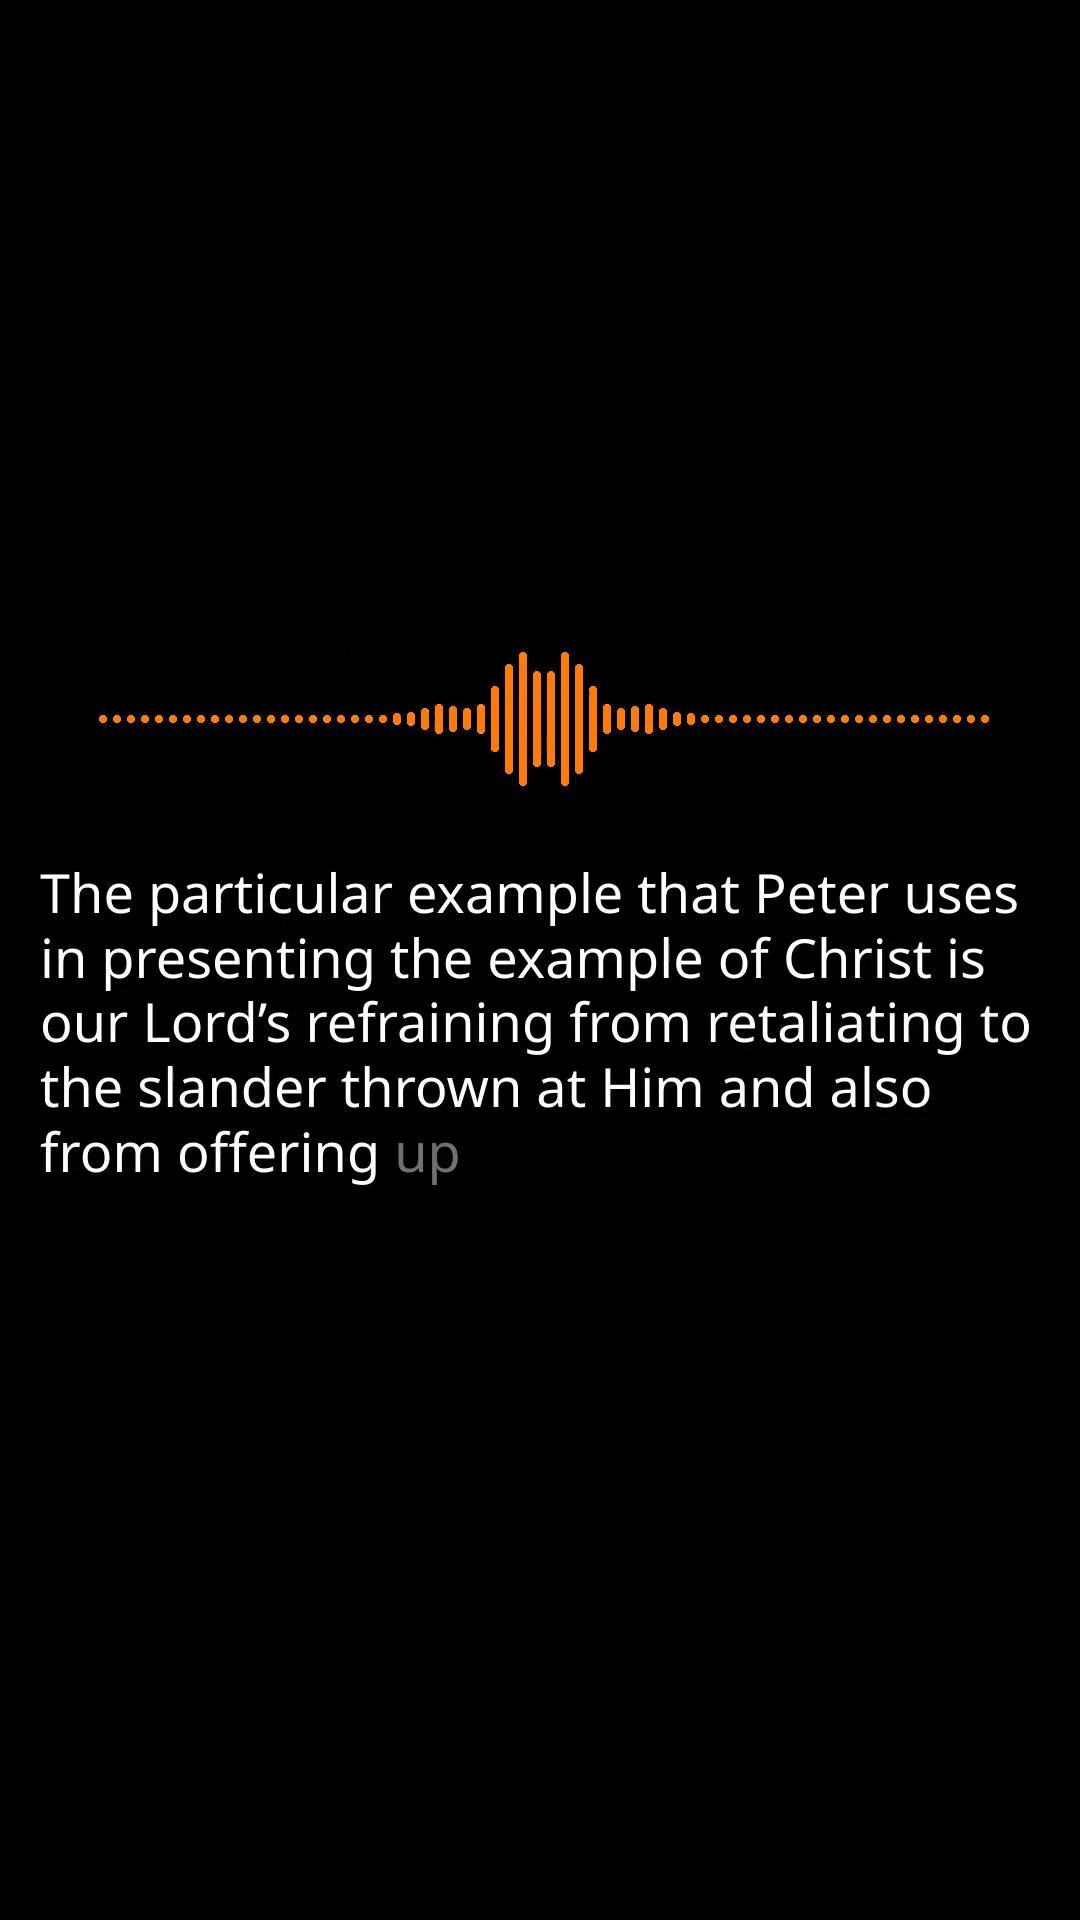 The particular example that Peter uses
in presenting the example of Christ is
our Lord’s refraining from retaliating to
the slander thrown at Him and also
from offering up